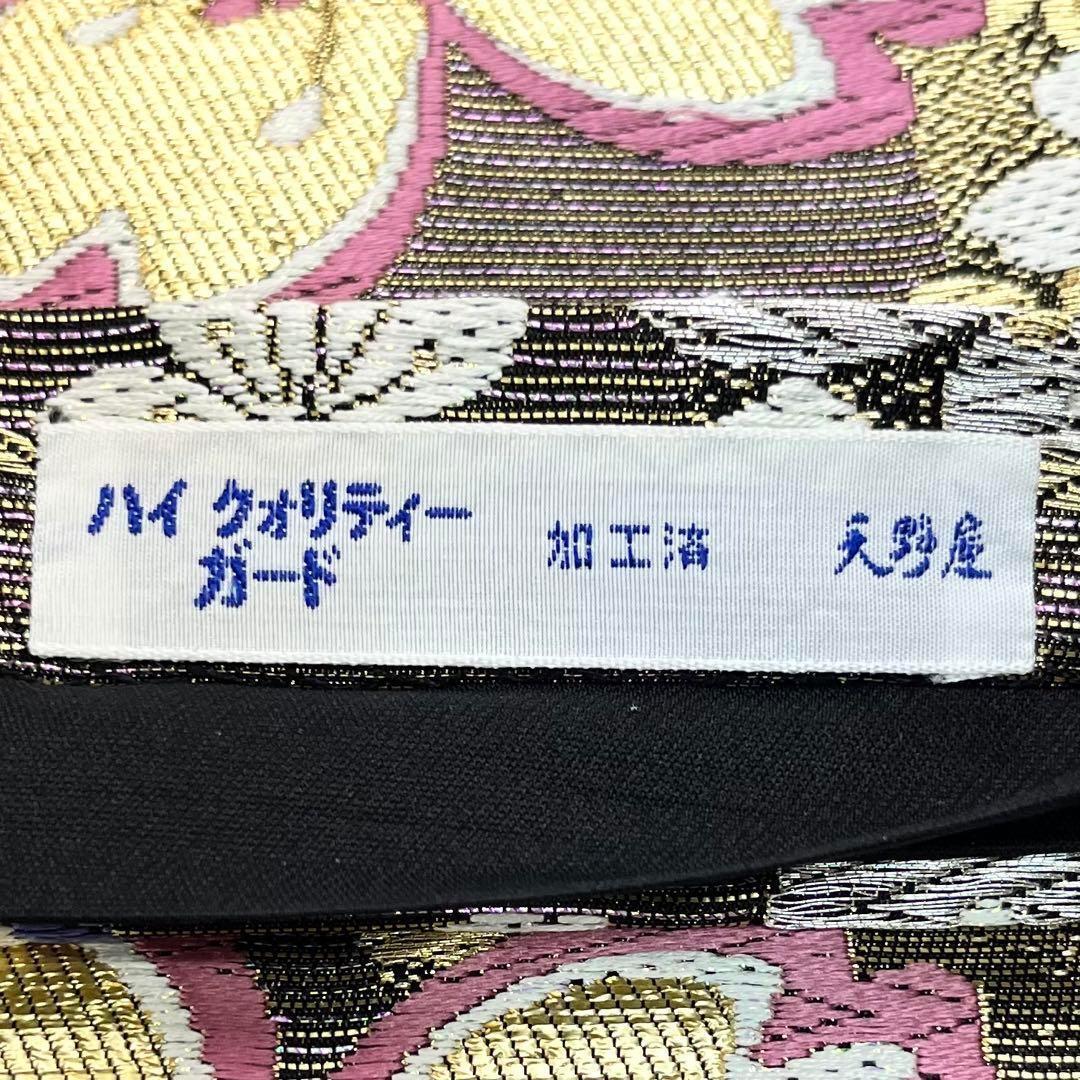 ハイ クオリティー
ガード
加工済
天野屋